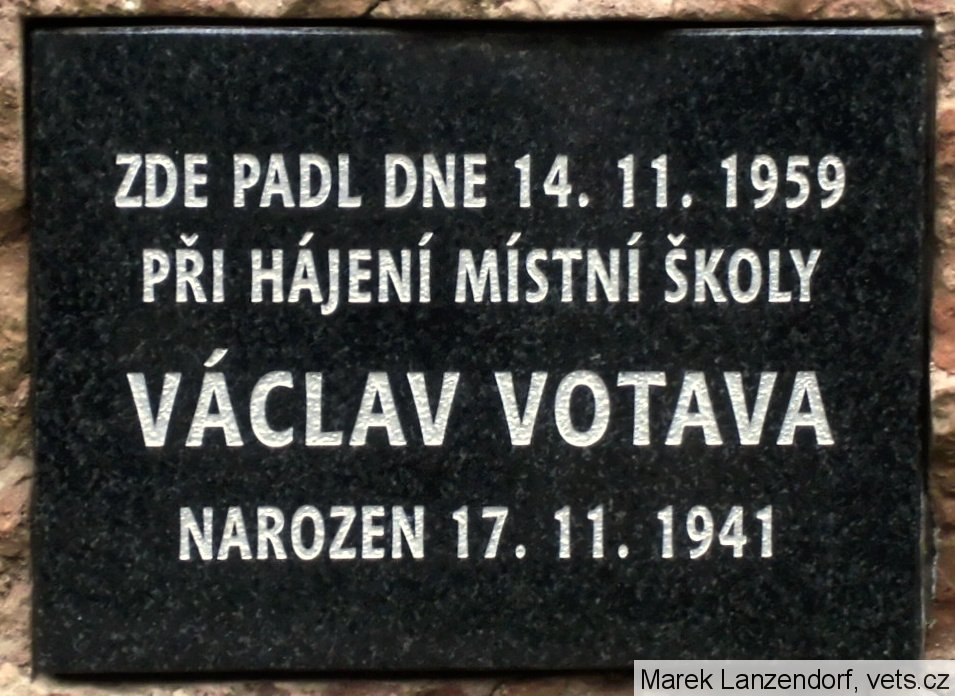 ZDE PADL DNE 14. 11. 1959
PŘI HÁJENÍ MÍSTNÍ ŠKOLY
VÁCLAV VOTAVA
NAROZEN 17. 11. 1941
Marek Lanzendorf, vets.cz